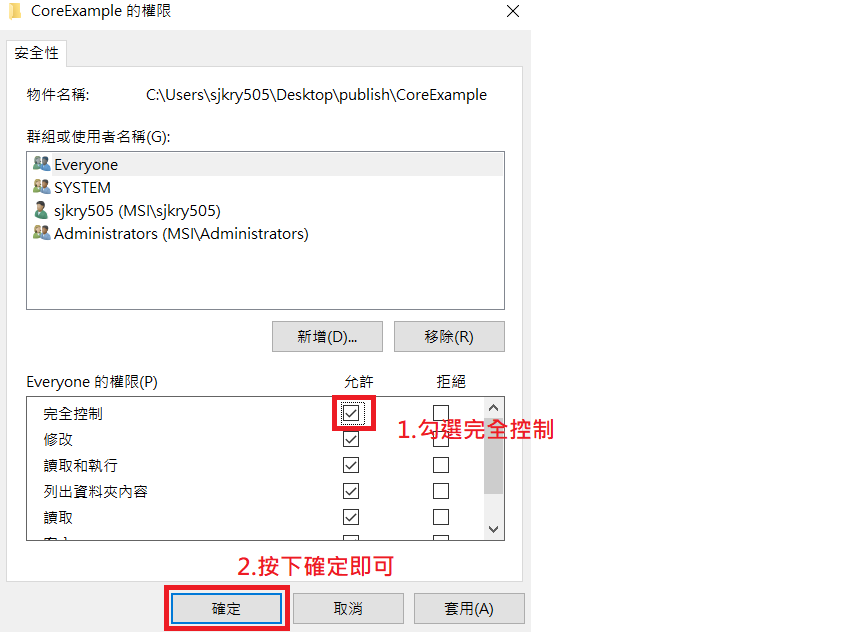 CoreExample 的權限
安全性
物件名稱: C:\Users\sjkry505\Desktop\publish\CoreExample
群組或使用者名稱(G):
Everyone
SYSTEM
sjkry505 (MSI\sjkry505)
Administrators (MSI\Administrators)
新增(D)... 移除(R)
Everyone 的權限(P) 允許 拒絕
完全控制
1.勾選完全控制
修改
讀取和執行
列出資料夾內容
讀取
2.按下確定即可
確定 取消 套用(A)